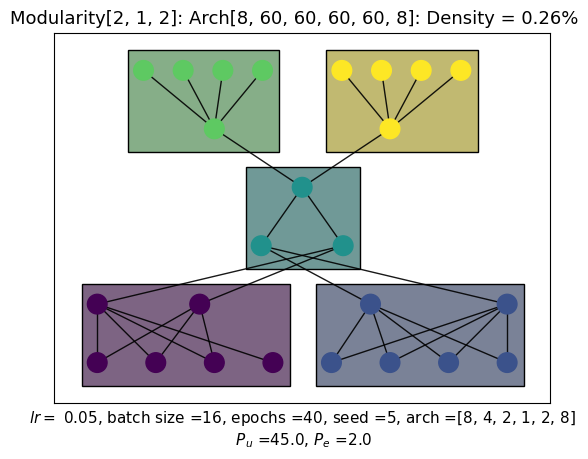 Modularity[2, 1, 2]: Arch[8, 60, 60, 60, 60, 8]: Density = 0.26%
lr = 0.05, batch size =16, epochs =40, seed =5, arch =[8, 4, 2, 1, 2, 8]
P_u =45.0, P_e =2.0